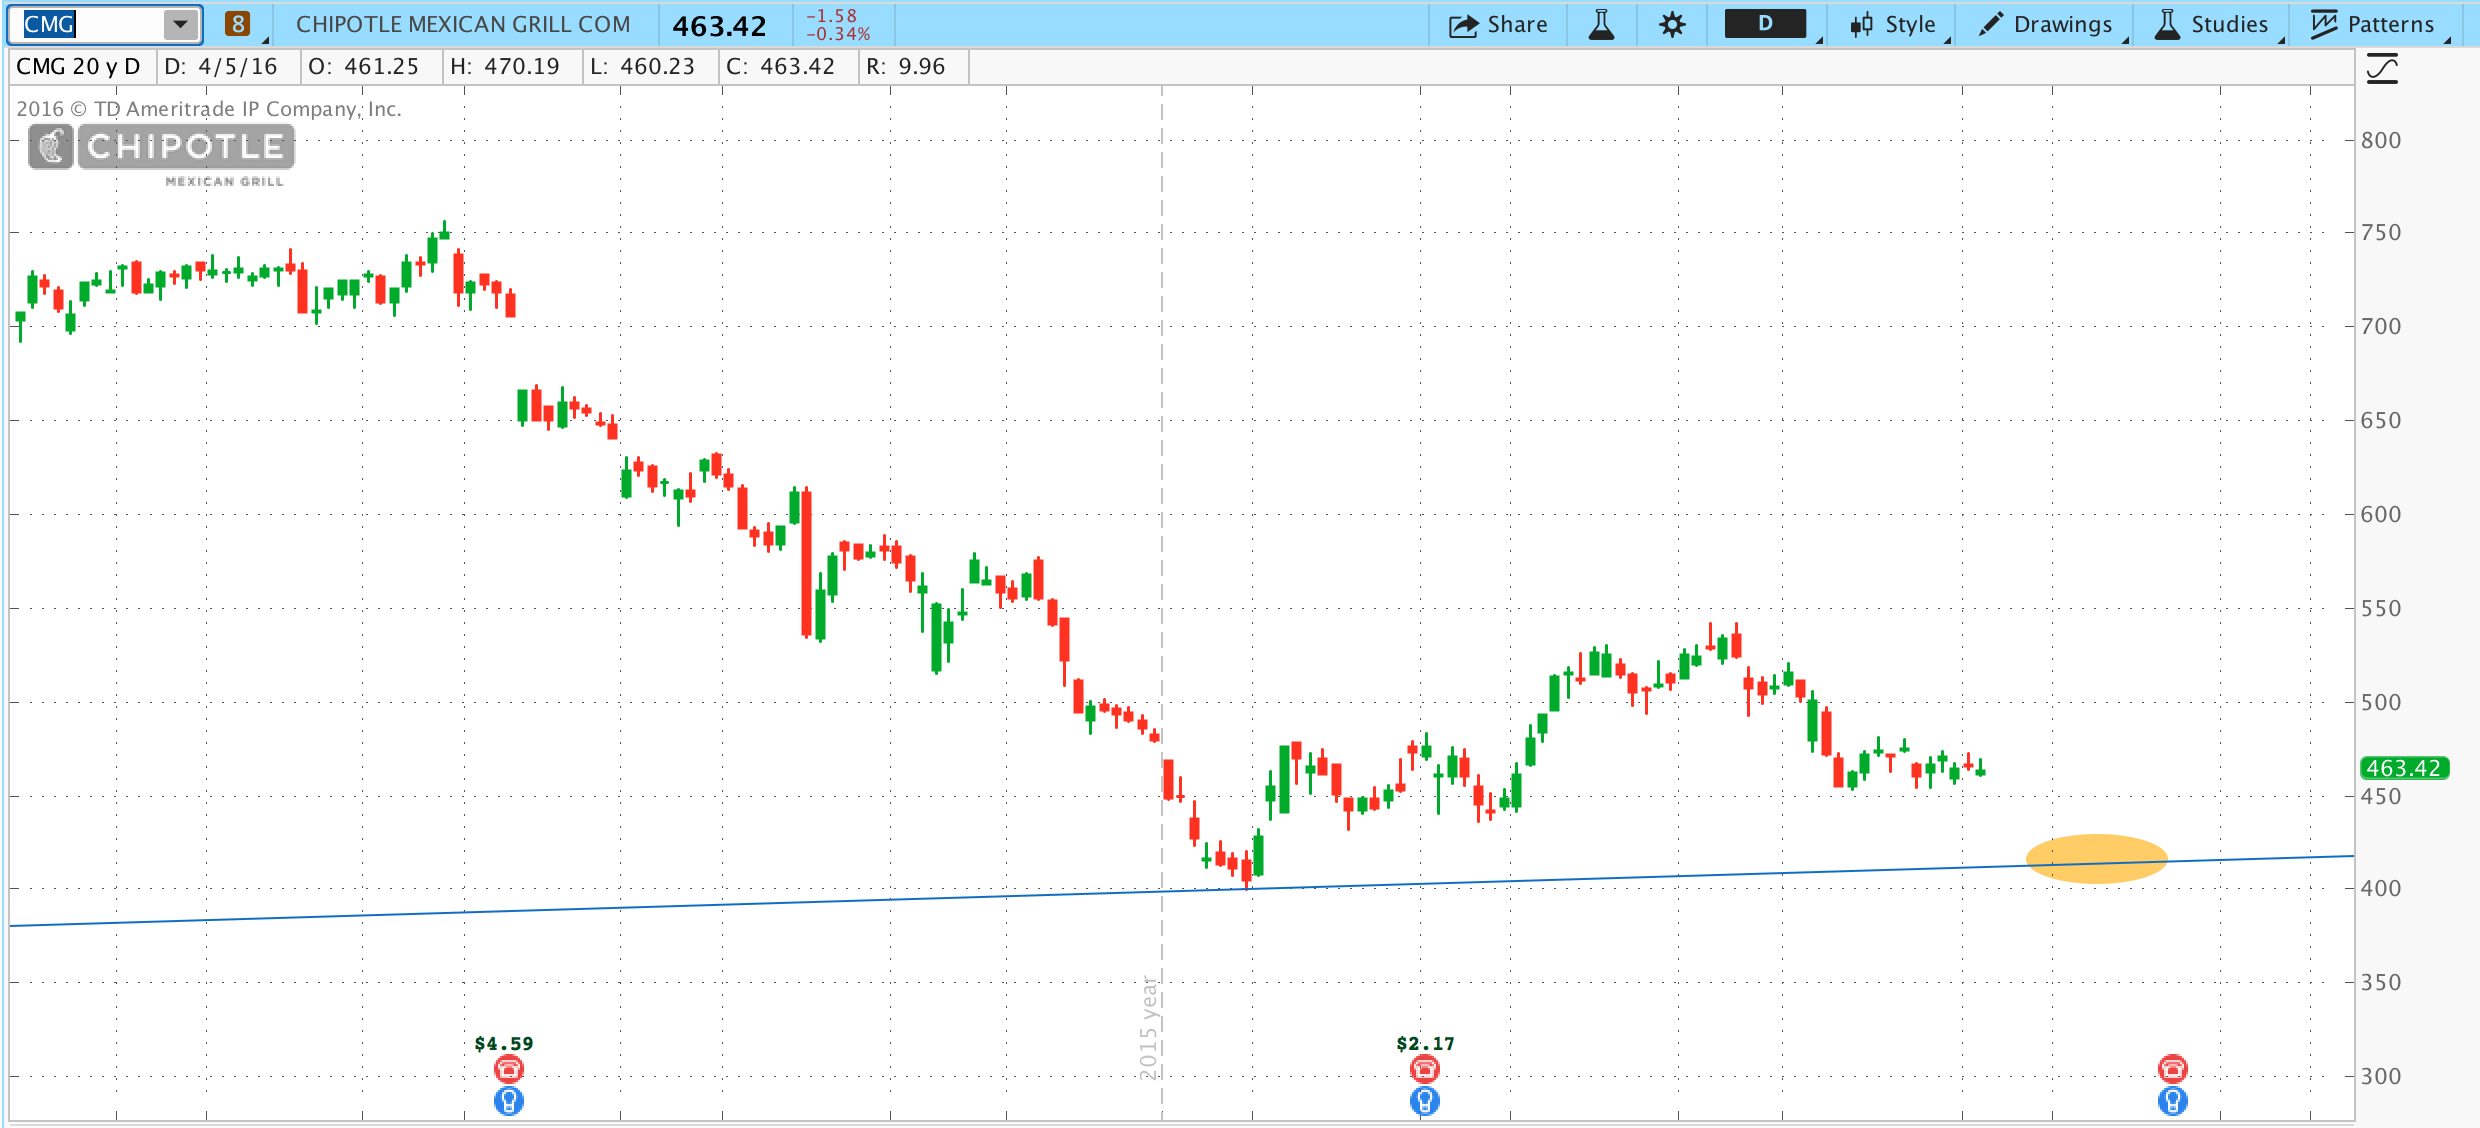 CMG 8 CHIPOTLE MEXICAN GRILL COM 463.42 -1.58 -0.34% Share D Style Drawings Studies Patterns
CMG 20 y D D: 4/5/16 O: 461.25 H: 470.19 L: 460.23 C: 463.42 R: 9.96
2016 © TD Ameritrade IP Company, Inc.
CHIPOTLE
MEXICAN GRILL
800
750
700
650
600
550
500
463.42
450
400
350
300
2015 year
$4.59
$2.17